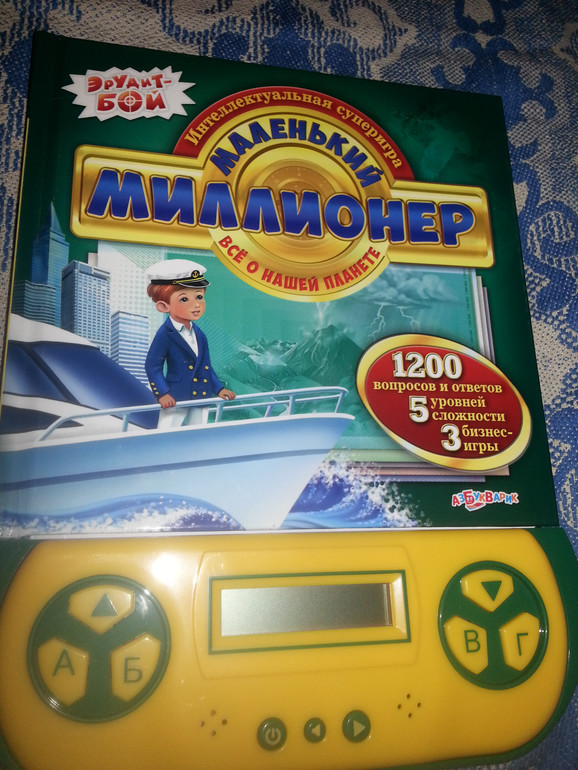 ЭРУДИТ-
БОЙ
Интеллектуальная суперигра
МАЛЕНЬКИЙ
МИЛЛИОНЕР
ВСЁ О НАШЕЙ ПЛАНЕТЕ
1200
вопросов и ответов
5 уровней
сложности
3 бизнес-
игры
АЗБУКВАРИК
А Б
В Г